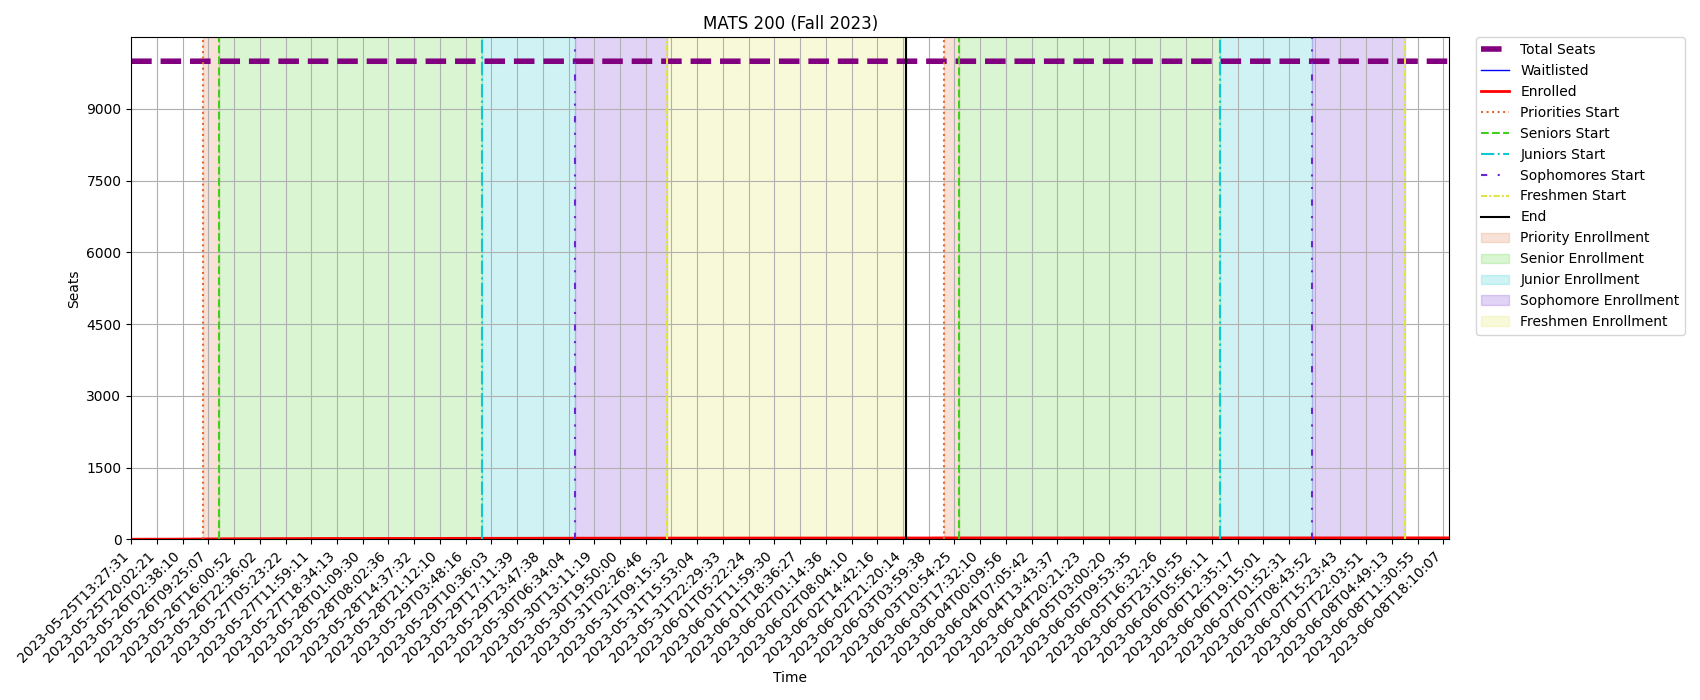 MATS 200 (Fall 2023)
Total Seats
Waitlisted
Enrolled
Priorities Start
Seniors Start
Juniors Start
Sophomores Start
Freshmen Start
End
Priority Enrollment
Senior Enrollment
Junior Enrollment
Sophomore Enrollment
Freshmen Enrollment
Seats
9000
7500
6000
4500
3000
1500
0
2023-05-25T13:27:31
2023-05-25T20:02:21
2023-05-26T02:38:10
2023-05-26T09:25:07
2023-05-26T16:00:52
2023-05-26T22:36:02
2023-05-27T05:23:22
2023-05-27T11:59:11
2023-05-27T18:34:13
2023-05-28T01:09:30
2023-05-28T08:02:36
2023-05-28T14:37:32
2023-05-28T21:12:10
2023-05-29T03:48:16
2023-05-29T10:36:03
2023-05-29T17:11:39
2023-05-29T23:47:38
2023-05-30T06:34:04
2023-05-30T13:11:19
2023-05-30T19:50:00
2023-05-31T02:26:46
2023-05-31T09:15:32
2023-05-31T15:53:04
2023-05-31T22:29:33
2023-06-01T05:22:24
2023-06-01T11:59:30
2023-06-01T18:36:27
2023-06-02T01:14:36
2023-06-02T08:04:10
2023-06-02T14:42:16
2023-06-02T21:20:14
2023-06-03T03:59:38
2023-06-03T10:54:25
2023-06-03T17:32:10
2023-06-04T00:09:56
2023-06-04T07:05:42
2023-06-04T13:43:37
2023-06-04T20:21:23
2023-06-05T03:00:20
2023-06-05T09:53:35
2023-06-05T16:32:26
2023-06-05T23:10:55
2023-06-06T05:56:11
2023-06-06T12:35:17
2023-06-06T19:15:01
2023-06-07T01:52:31
2023-06-07T08:43:52
2023-06-07T15:23:43
2023-06-07T22:03:51
2023-06-08T04:49:13
2023-06-08T11:30:55
2023-06-08T18:10:07
Time